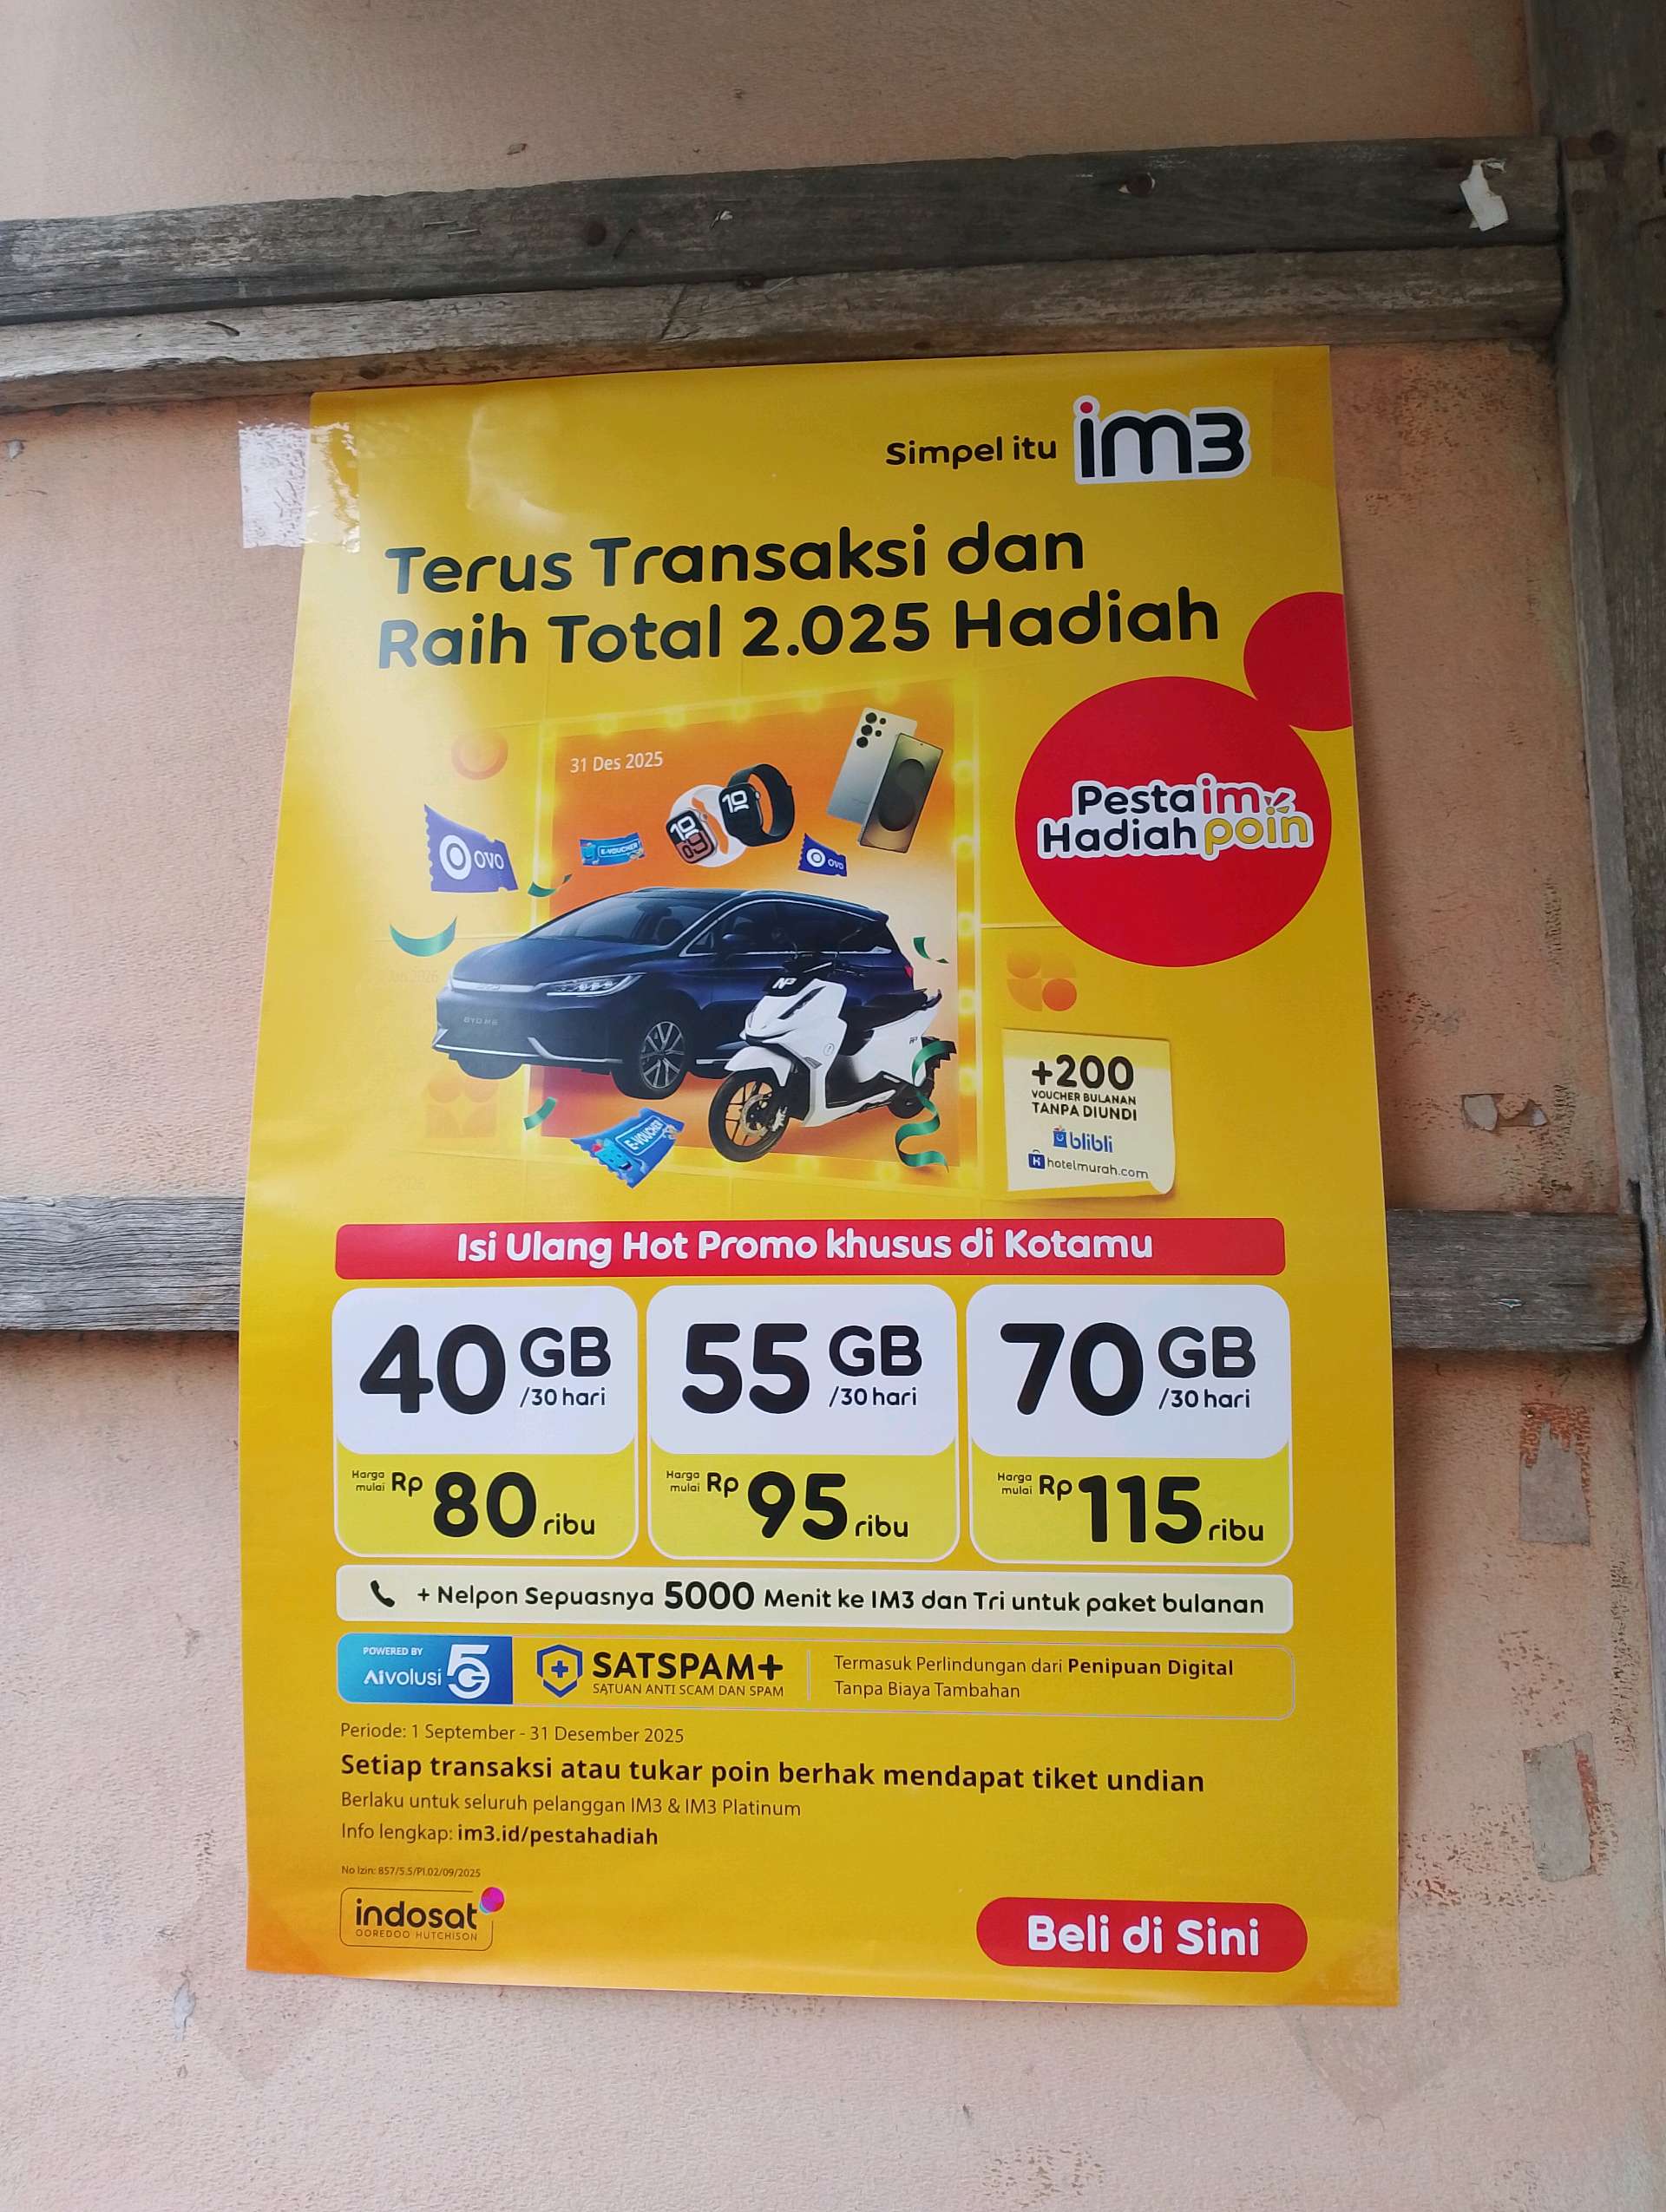 Simpel itu im3
Terus Transaksi dan
Raih Total 2.025 Hadiah
31 Des 2025
Pesta im
Hadiah poin
OVO
E-VOUCHER
OVO
10
10
09
BYD M6
N3
E-VOUCHER
+200
VOUCHER BULANAN
TANPA DIUNDI
blibli
hotelmurah.com
Isi Ulang Hot Promo khusus di Kotamu
40 GB
/30 hari
Harga mulai Rp 80 ribu
55 GB
/30 hari
Harga mulai Rp 95 ribu
70 GB
/30 hari
Harga mulai Rp 115 ribu
+ Nelpon Sepuasnya 5000 Menit ke IM3 dan Tri untuk paket bulanan
POWERED BY
AIvolusi 5G
SATSPAM+
SATUAN ANTI SCAM DAN SPAM
Termasuk Perlindungan dari Penipuan Digital
Tanpa Biaya Tambahan
Periode: 1 September - 31 Desember 2025
Setiap transaksi atau tukar poin berhak mendapat tiket undian
Berlaku untuk seluruh pelanggan IM3 & IM3 Platinum
Info lengkap: im3.id/pestahadiah
No Izin: 857/5.5/PI.02/09/2025
indosat
OOREDOO HUTCHISON
Beli di Sini